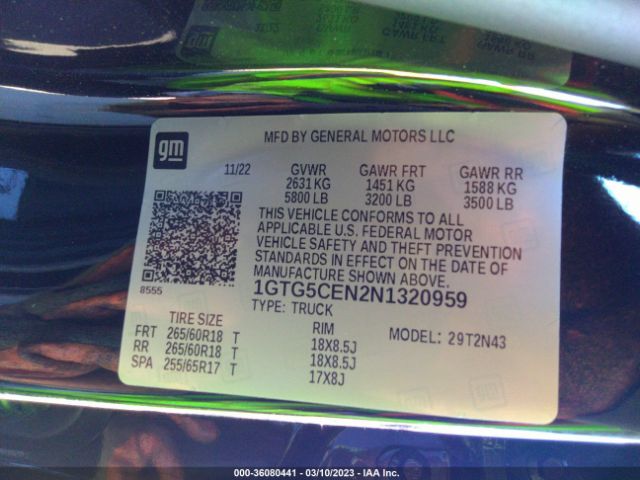 gm
MFD BY GENERAL MOTORS LLC
11/22 GVWR GAWR FRT GAWR RR
2631 KG 1451 KG 1588 KG
5800 LB 3200 LB 3500 LB
THIS VEHICLE CONFORMS TO ALL
APPLICABLE U.S. FEDERAL MOTOR
VEHICLE SAFETY AND THEFT PREVENTION
STANDARDS IN EFFECT ON THE DATE OF
MANUFACTURE SHOWN ABOVE.
8555
1GTG5CEN2N1320959
TYPE: TRUCK
TIRE SIZE RIM MODEL: 29T2N43
FRT 265/60R18 T 18X8.5J
RR 265/60R18 T 18X8.5J
SPA 255/65R17 T 17X8J
000-36080441 — 03/10/2023 — IAA Inc.